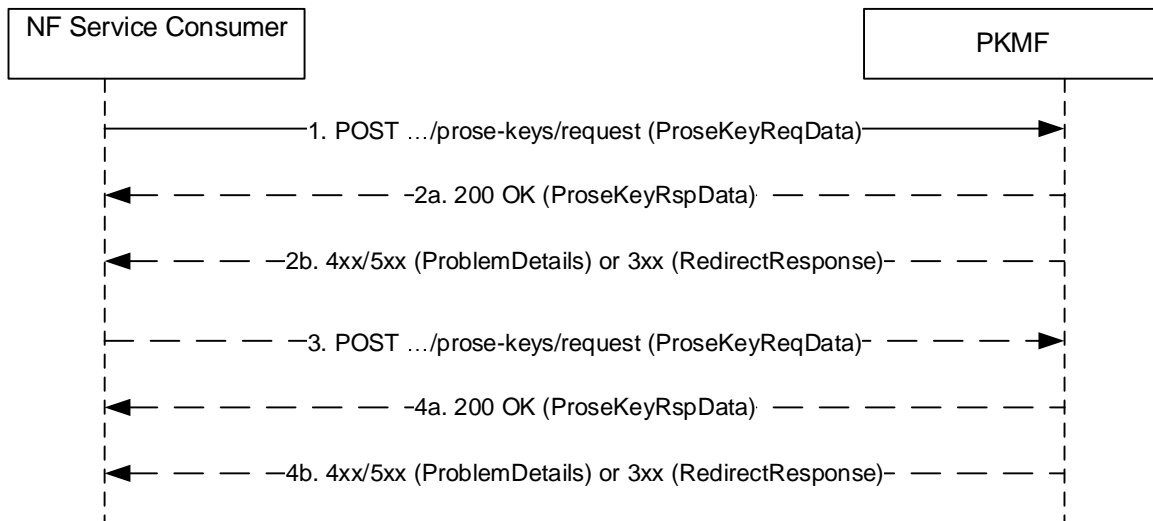 NF Service Consumer
PKMF
1. POST …/prose-keys/request (ProseKeyReqData)
2a. 200 OK (ProseKeyRspData)
2b. 4xx/5xx (ProblemDetails) or 3xx (RedirectResponse)
3. POST …/prose-keys/request (ProseKeyReqData)
4a. 200 OK (ProseKeyRspData)
4b. 4xx/5xx (ProblemDetails) or 3xx (RedirectResponse)